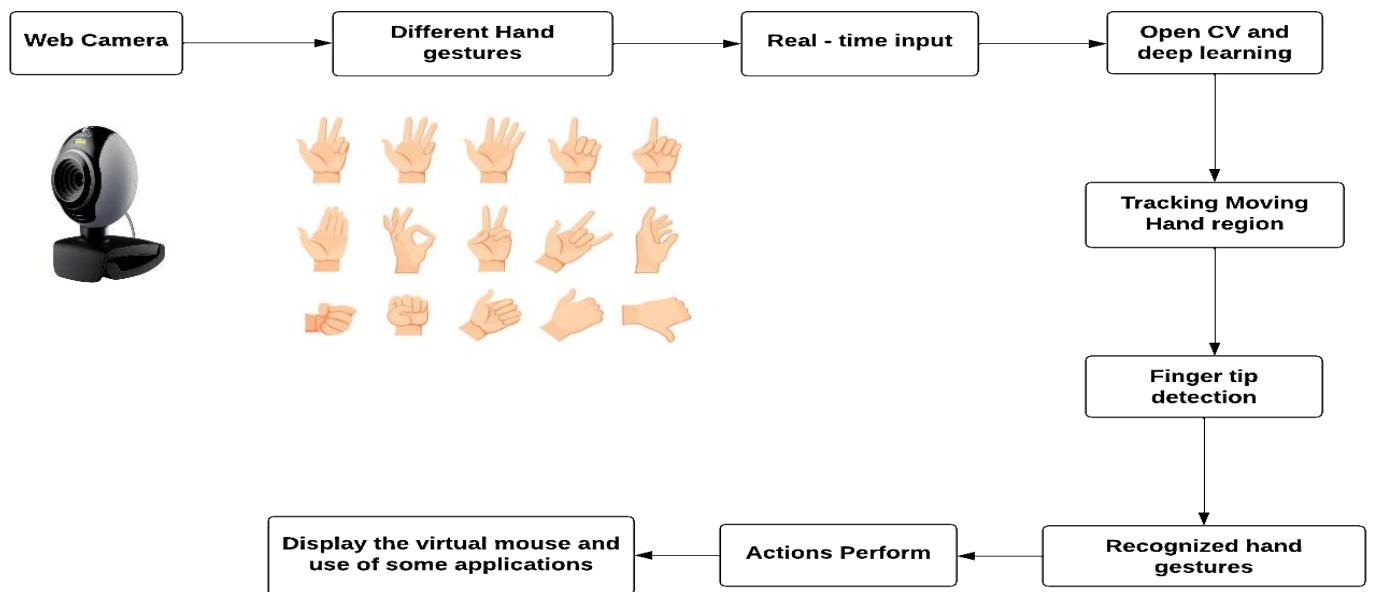 Web Camera
Different Hand
gestures
Real - time input
Open CV and
deep learning
Tracking Moving
Hand region
Finger tip
detection
Recognized hand
gestures
Actions Perform
Display the virtual mouse and
use of some applications